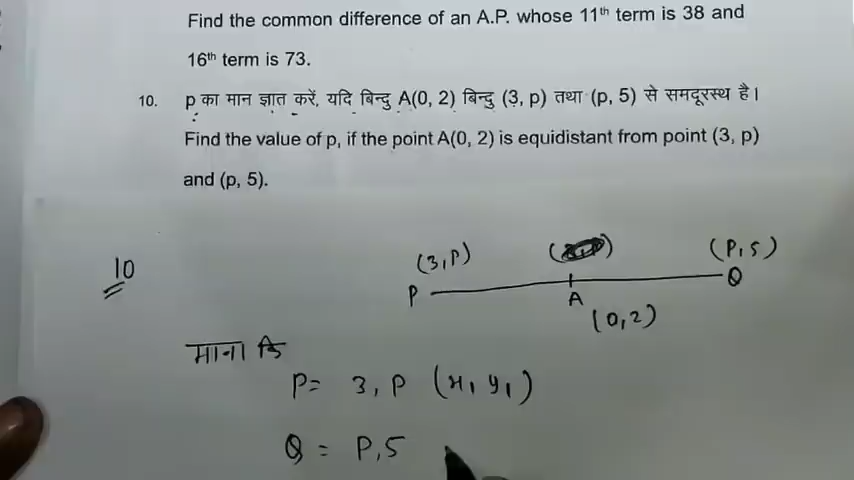 Find the common difference of an A.P. whose 11th term is 38 and
16th term is 73.
10. p का मान ज्ञात करें, यदि बिन्दु A(0, 2) बिन्दु (3, p) तथा (p, 5) से समदूरस्थ है।
Find the value of p, if the point A(0, 2) is equidistant from point (3, p)
and (p, 5).
10
(3,P) (P,5)
P A Q
(0,2)
माना कि
P= 3, P (x1 y1)
Q = P,5